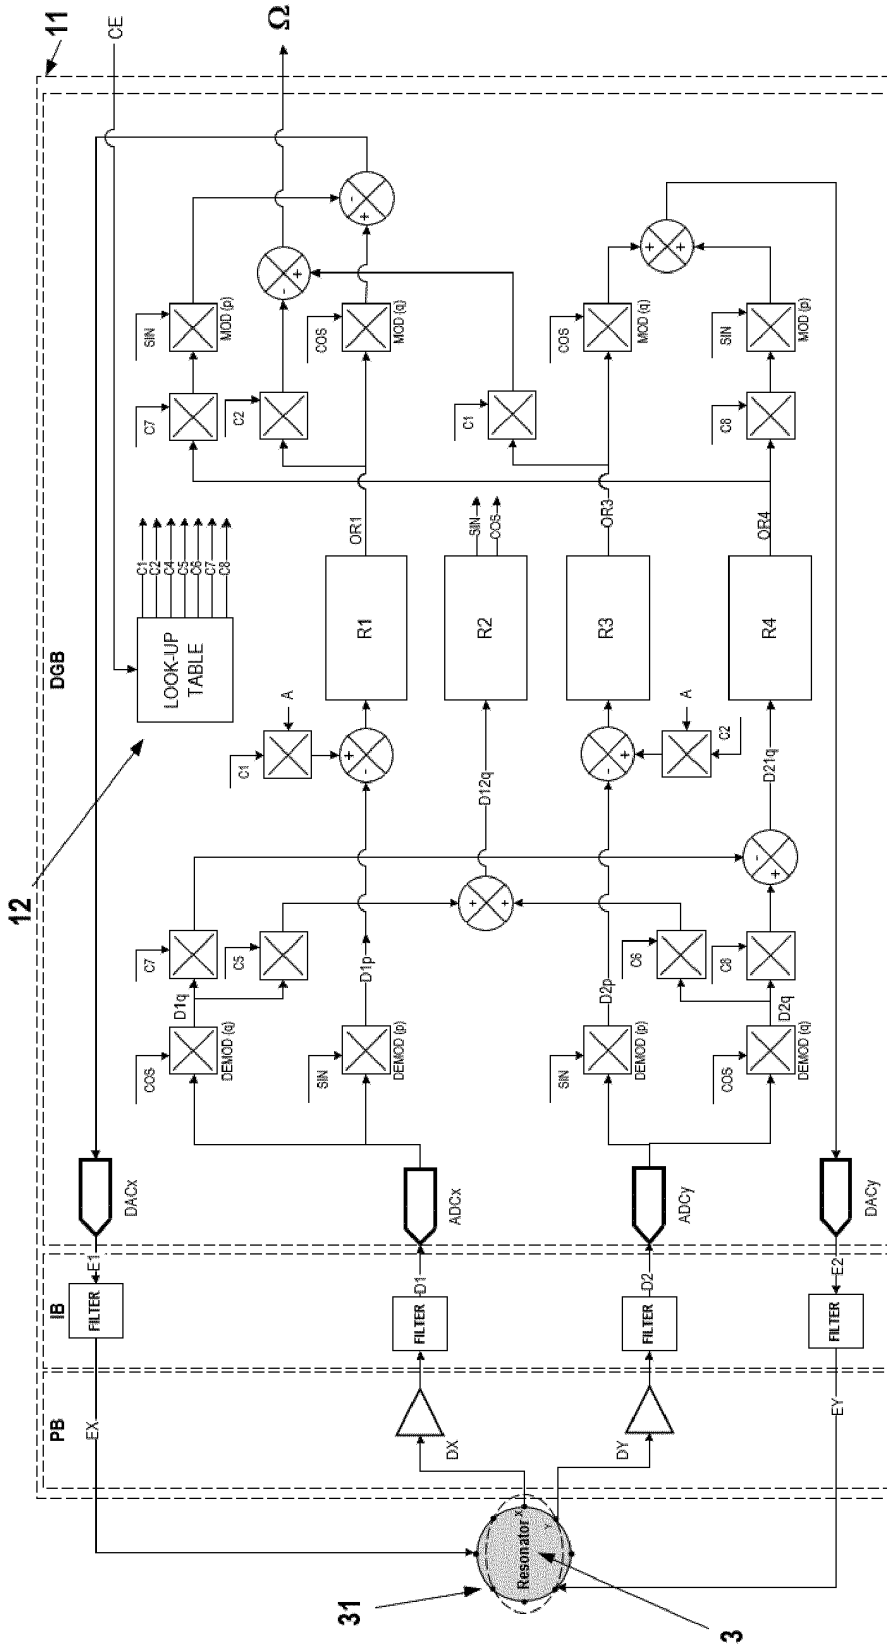 11
CE
Ω
12
DGB
LOOK-UP TABLE
C1
C2
C4
C5
C6
C7
C8
SIN
MOD (p)
C7
C2
COS
MOD (q)
C1
COS
MOD (q)
SIN
MOD (p)
C8
OR1
SIN
COS
OR3
OR4
R1
R2
R3
R4
A
C1
A
C2
D12q
D21q
C7
C5
D1q
D1p
D2p
C6
C8
D2q
COS
DEMOD (q)
SIN
DEMOD (p)
SIN
DEMOD (p)
COS
DEMOD (q)
+
-
+
-
+
-
+
+
-
+
-
+
+
+
-
+
DACx
ADCx
ADCy
DACy
IB
E1
FILTER
D1
FILTER
D2
FILTER
E2
FILTER
PB
EX
DX
DY
EY
Resonator
X
Y
31
3